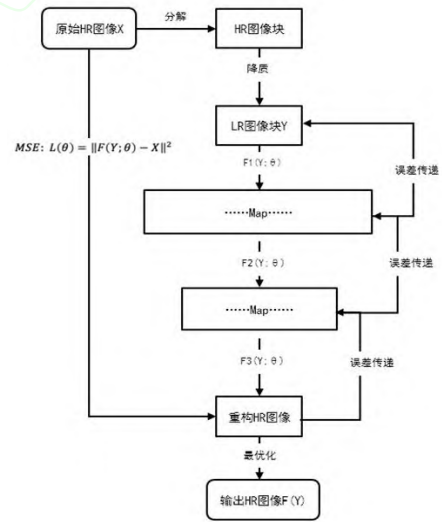 原始HR图像X
分解
HR图像块
降质
LR图像块Y
MSE: L(θ) = ‖F(Y;θ) − X‖²
F1(Y;θ)
误差传递
……Map……
F2(Y;θ)
误差传递
……Map……
F3(Y;θ)
误差传递
重构HR图像
最优化
输出HR图像F(Y)